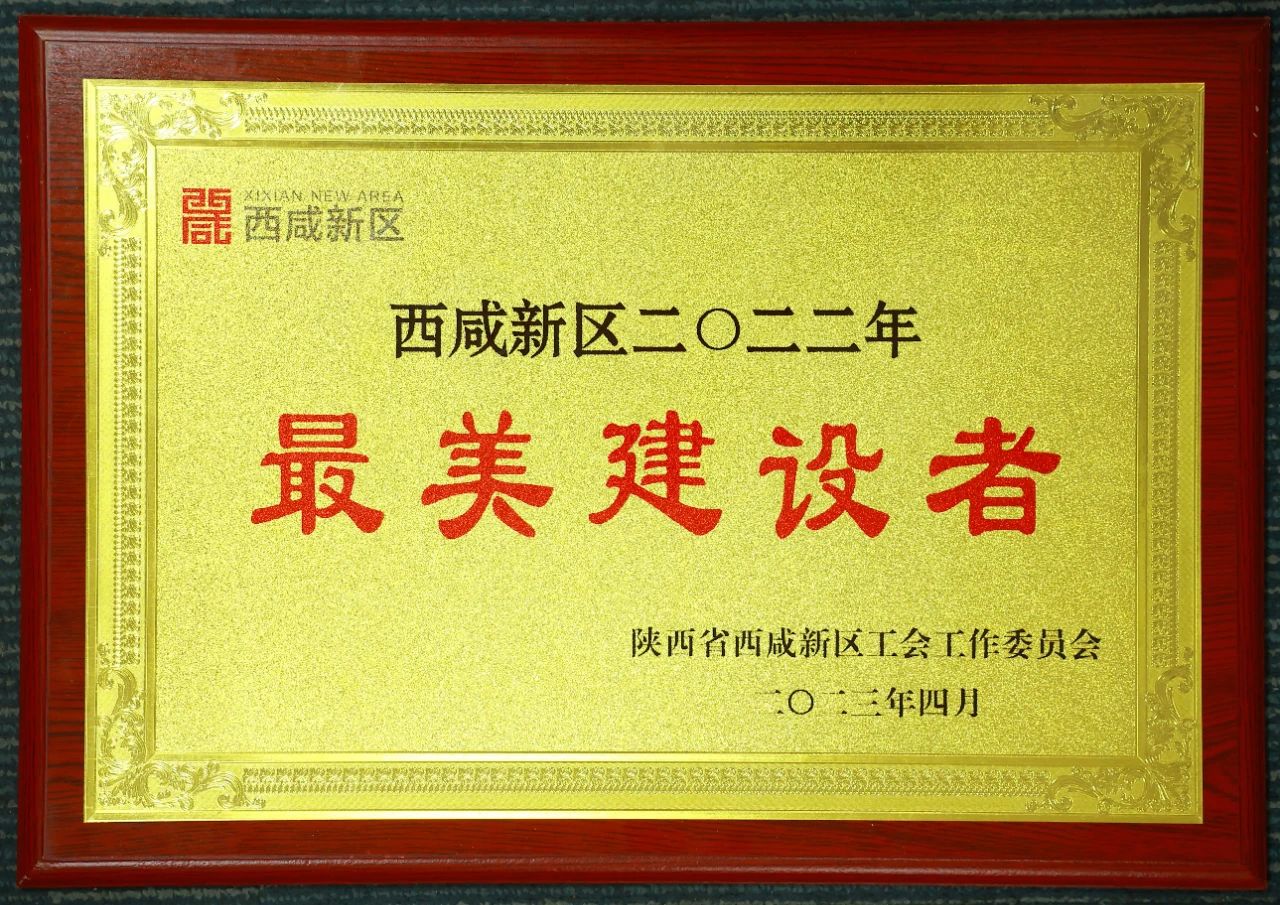 XIXIAN NEW AREA
西咸新区
西咸新区二〇二二年
最美建设者
陕西省西咸新区工会工作委员会
二〇二三年四月